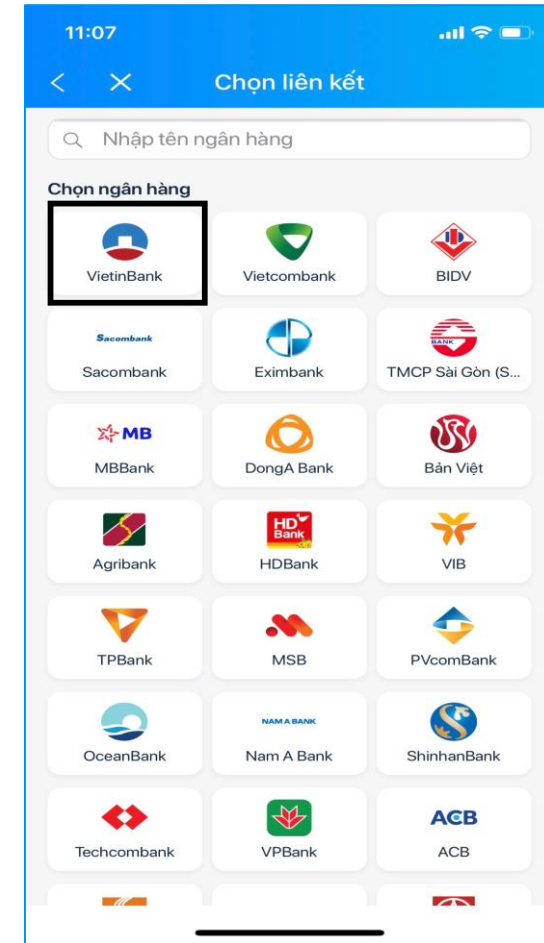 11:07
Chọn liên kết
Nhập tên ngân hàng
Chọn ngân hàng
VietinBank
Vietcombank
BIDV
Sacombank
Sacombank
Eximbank
BANK
TMCP Sài Gòn (S...
MB
MBBank
DongA Bank
Bản Việt
Agribank
HD Bank
HDBank
VIB
TPBank
MSB
PVcomBank
OceanBank
NAM A BANK
Nam A Bank
ShinhanBank
Techcombank
VPBank
ACB
ACB